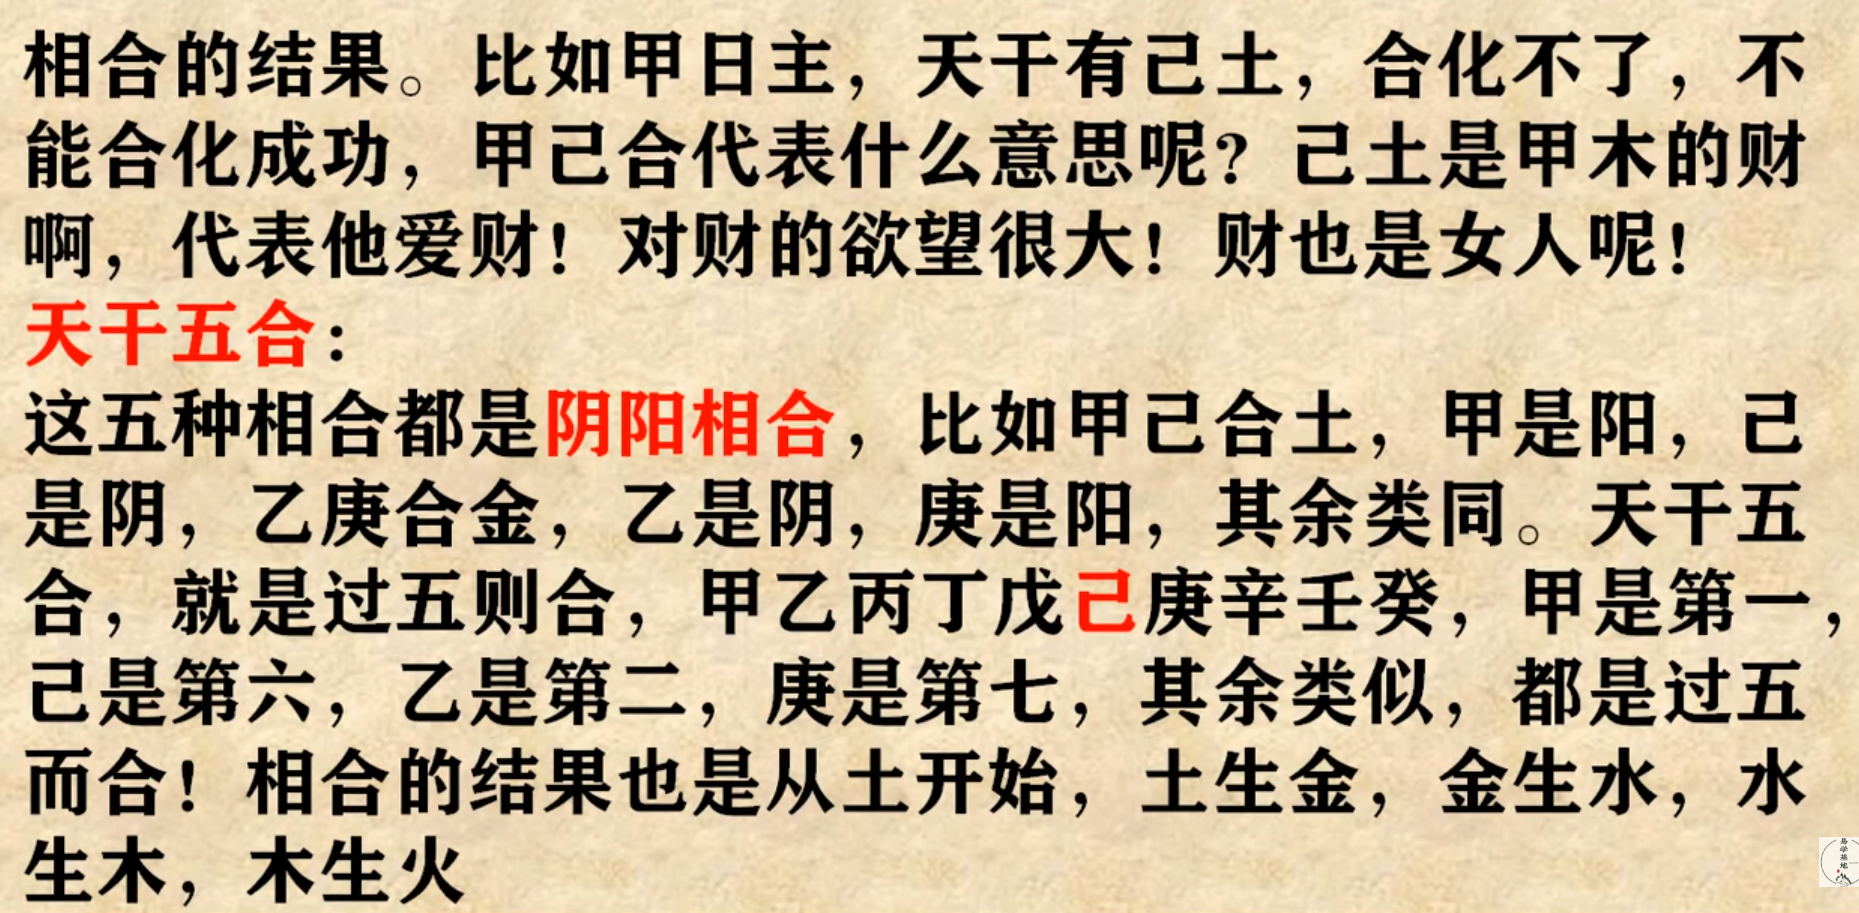 相合的结果。比如甲日主，天干有己土，合化不了，不
能合化成功，甲己合代表什么意思呢？己土是甲木的财
啊，代表他爱财！对财的欲望很大！财也是女人呢！
天干五合：
这五种相合都是阴阳相合，比如甲己合土，甲是阳，己
是阴，乙庚合金，乙是阴，庚是阳，其余类同。天干五
合，就是过五则合，甲乙丙丁戊己庚辛壬癸，甲是第一，
己是第六，乙是第二，庚是第七，其余类似，都是过五
而合！相合的结果也是从土开始，土生金，金生水，水
生木，木生火
易学基地